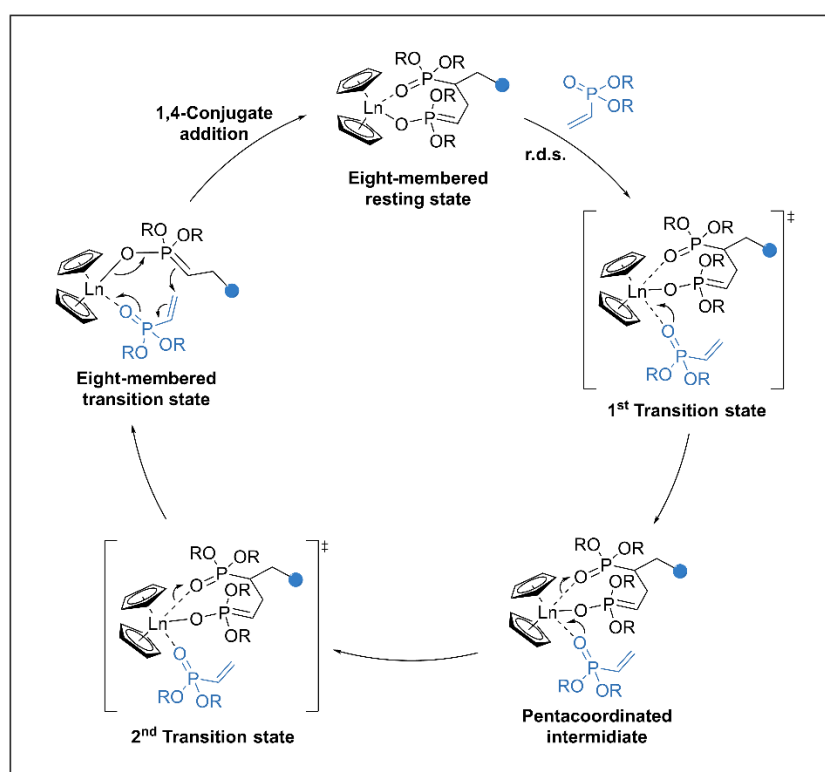 RO OR
P
O
OR
Ln
O P
OR
Eight-membered
resting state
O OR
P
OR
r.d.s.
1,4-Conjugate
addition
RO OR
O P
Ln
O
P
RO OR
Eight-membered
transition state
‡
RO OR
O P
OR
Ln O P
OR
O
P
RO OR
1st Transition state
RO OR
O P
OR
Ln O P
OR
O
P
RO OR
Pentacoordinated
intermidiate
‡
RO OR
O P
OR
Ln O P
OR
O
P
RO OR
2nd Transition state